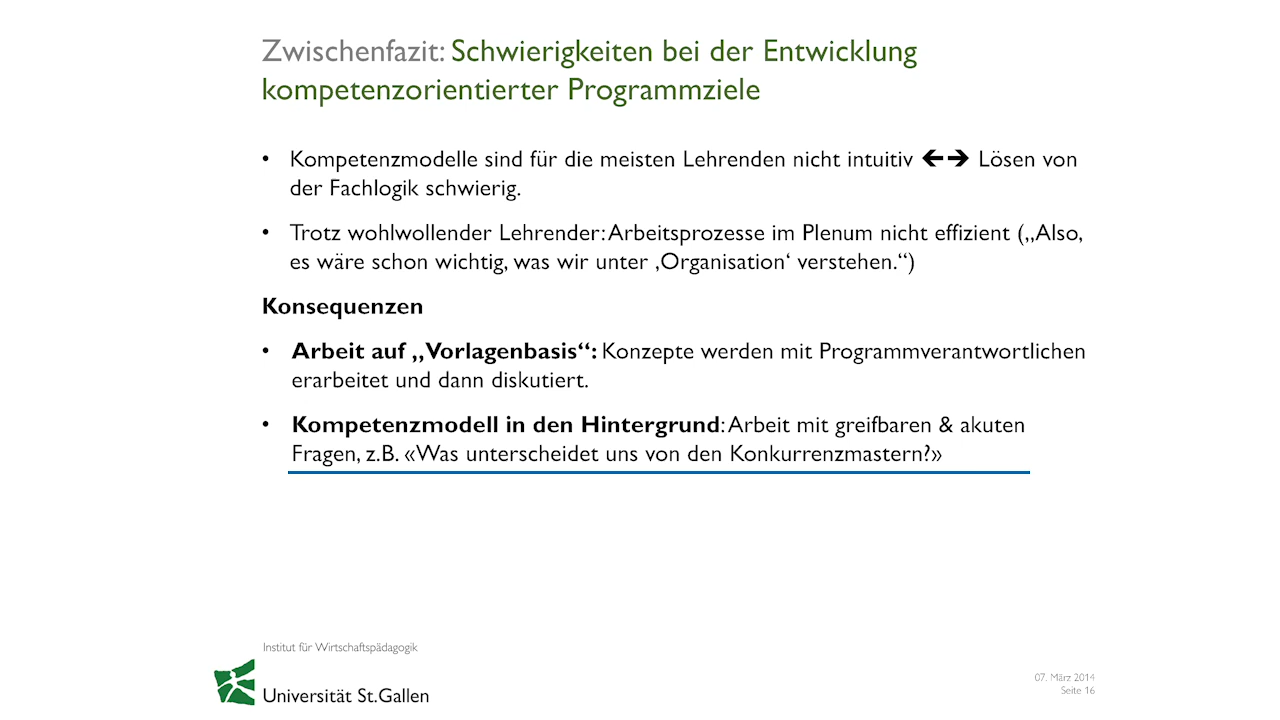 Zwischenfazit: Schwierigkeiten bei der Entwicklung
kompetenzorientierter Programmziele
• Kompetenzmodelle sind für die meisten Lehrenden nicht intuitiv 🡨🡪 Lösen von
der Fachlogik schwierig.
• Trotz wohlwollender Lehrender: Arbeitsprozesse im Plenum nicht effizient („Also,
es wäre schon wichtig, was wir unter ‚Organisation‘ verstehen.“)
Konsequenzen
• Arbeit auf „Vorlagenbasis“: Konzepte werden mit Programmverantwortlichen
erarbeitet und dann diskutiert.
• Kompetenzmodell in den Hintergrund: Arbeit mit greifbaren & akuten
Fragen, z.B. «Was unterscheidet uns von den Konkurrenzmastern?»
Institut für Wirtschaftspädagogik
Universität St.Gallen
07. März 2014
Seite 16